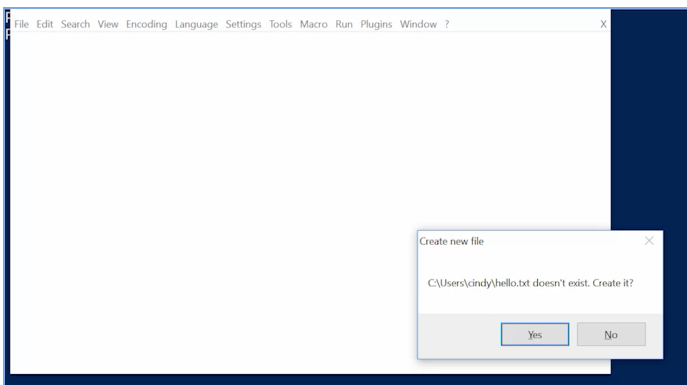 File Edit Search View Encoding Language Settings Tools Macro Run Plugins Window ? X
Create new file
C:\Users\cindy\hello.txt doesn't exist. Create it?
Yes No